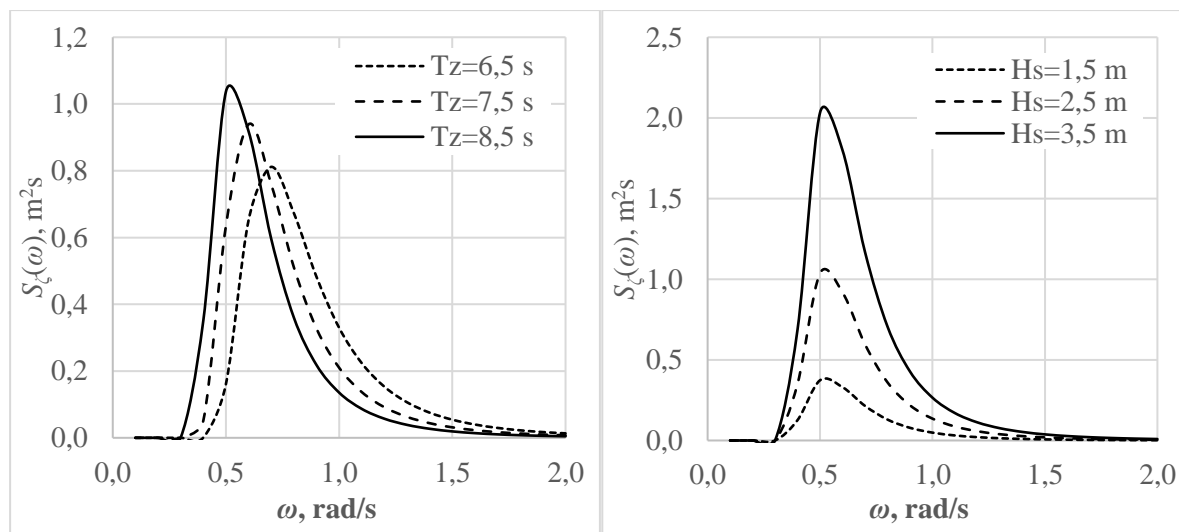 1,2
1,0
0,8
0,6
0,4
0,2
0,0
Sζ(ω), m²s
Tz=6,5 s
Tz=7,5 s
Tz=8,5 s
0,0 0,5 1,0 1,5 2,0
ω, rad/s
2,5
2,0
1,5
1,0
0,5
0,0
Sζ(ω), m²s
Hs=1,5 m
Hs=2,5 m
Hs=3,5 m
0,0 0,5 1,0 1,5 2,0
ω, rad/s